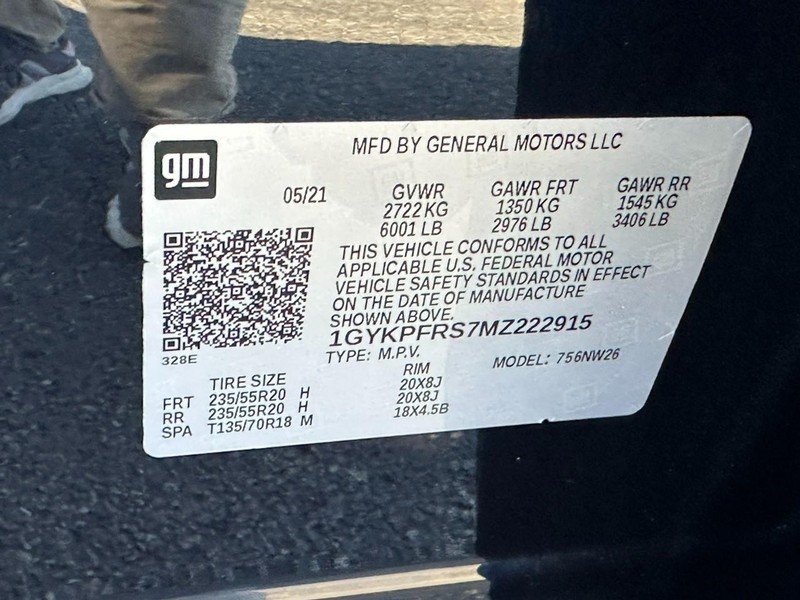 MFD BY GENERAL MOTORS LLC
gm
05/21 GVWR GAWR FRT GAWR RR
2722 KG 1350 KG 1545 KG
6001 LB 2976 LB 3406 LB
THIS VEHICLE CONFORMS TO ALL
APPLICABLE U.S. FEDERAL MOTOR
VEHICLE SAFETY STANDARDS IN EFFECT
ON THE DATE OF MANUFACTURE
SHOWN ABOVE.
1GYKPFRS7MZ222915
328E
TYPE: M.P.V. MODEL: 756NW26
TIRE SIZE RIM
FRT 235/55R20 H 20X8J
RR 235/55R20 H 20X8J
SPA T135/70R18 M 18X4.5B